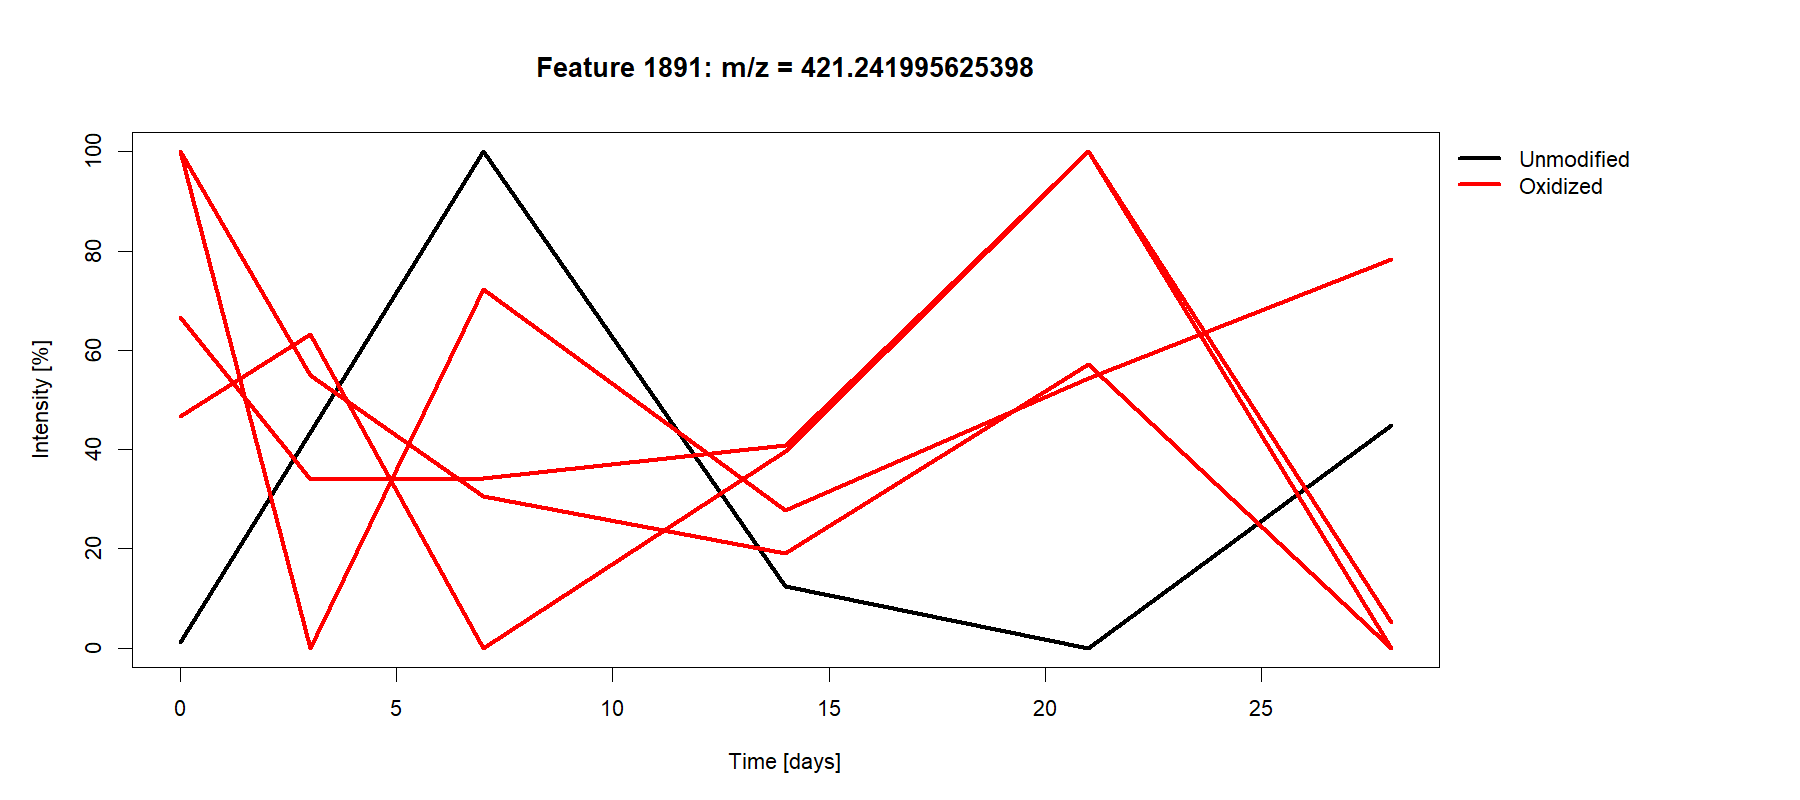 Feature 1891: m/z = 421.241995625398
Unmodified
Oxidized
Intensity [%]
100
80
60
40
20
0
0 5 10 15 20 25
Time [days]